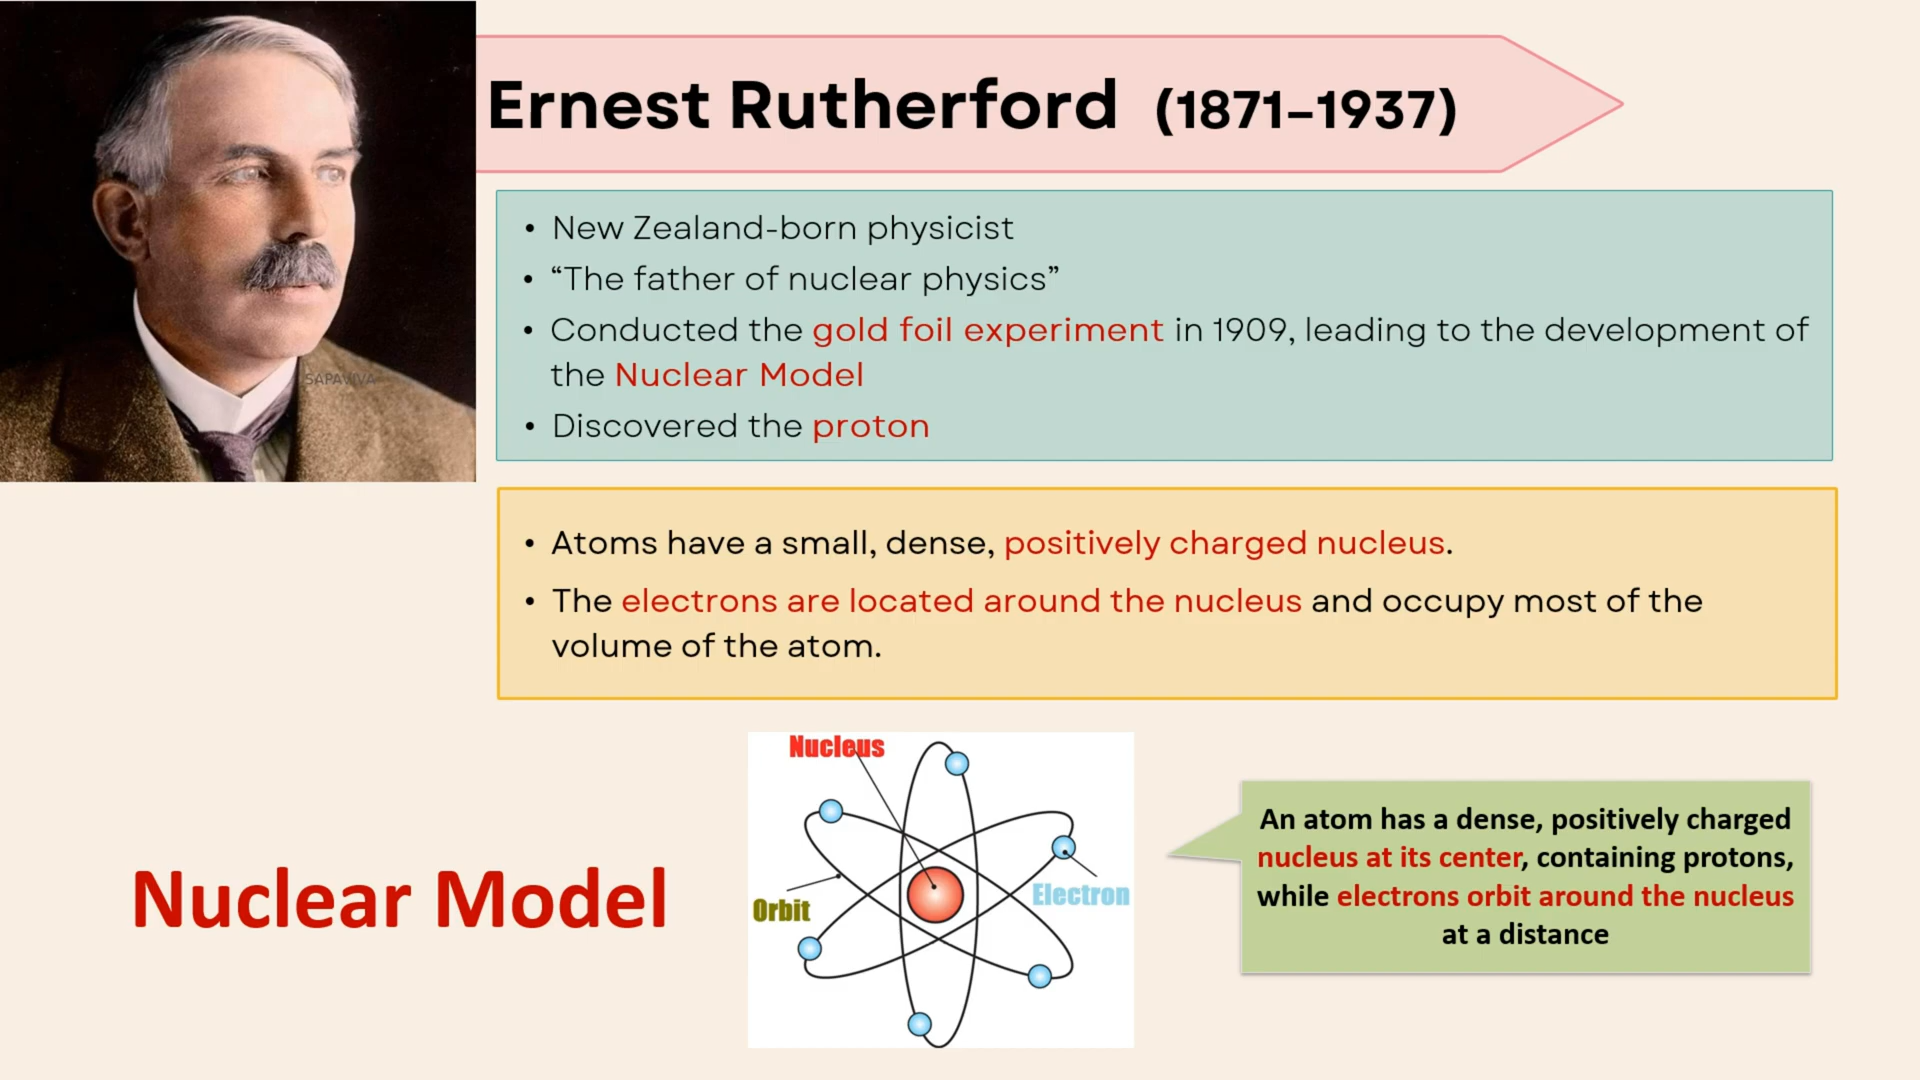 Ernest Rutherford (1871–1937)
• New Zealand-born physicist
• “The father of nuclear physics”
• Conducted the gold foil experiment in 1909, leading to the development of
the Nuclear Model
• Discovered the proton
SAPAVIVA
• Atoms have a small, dense, positively charged nucleus.
• The electrons are located around the nucleus and occupy most of the
volume of the atom.
Nuclear Model
Nucleus
Orbit
Electron
An atom has a dense, positively charged
nucleus at its center, containing protons,
while electrons orbit around the nucleus
at a distance